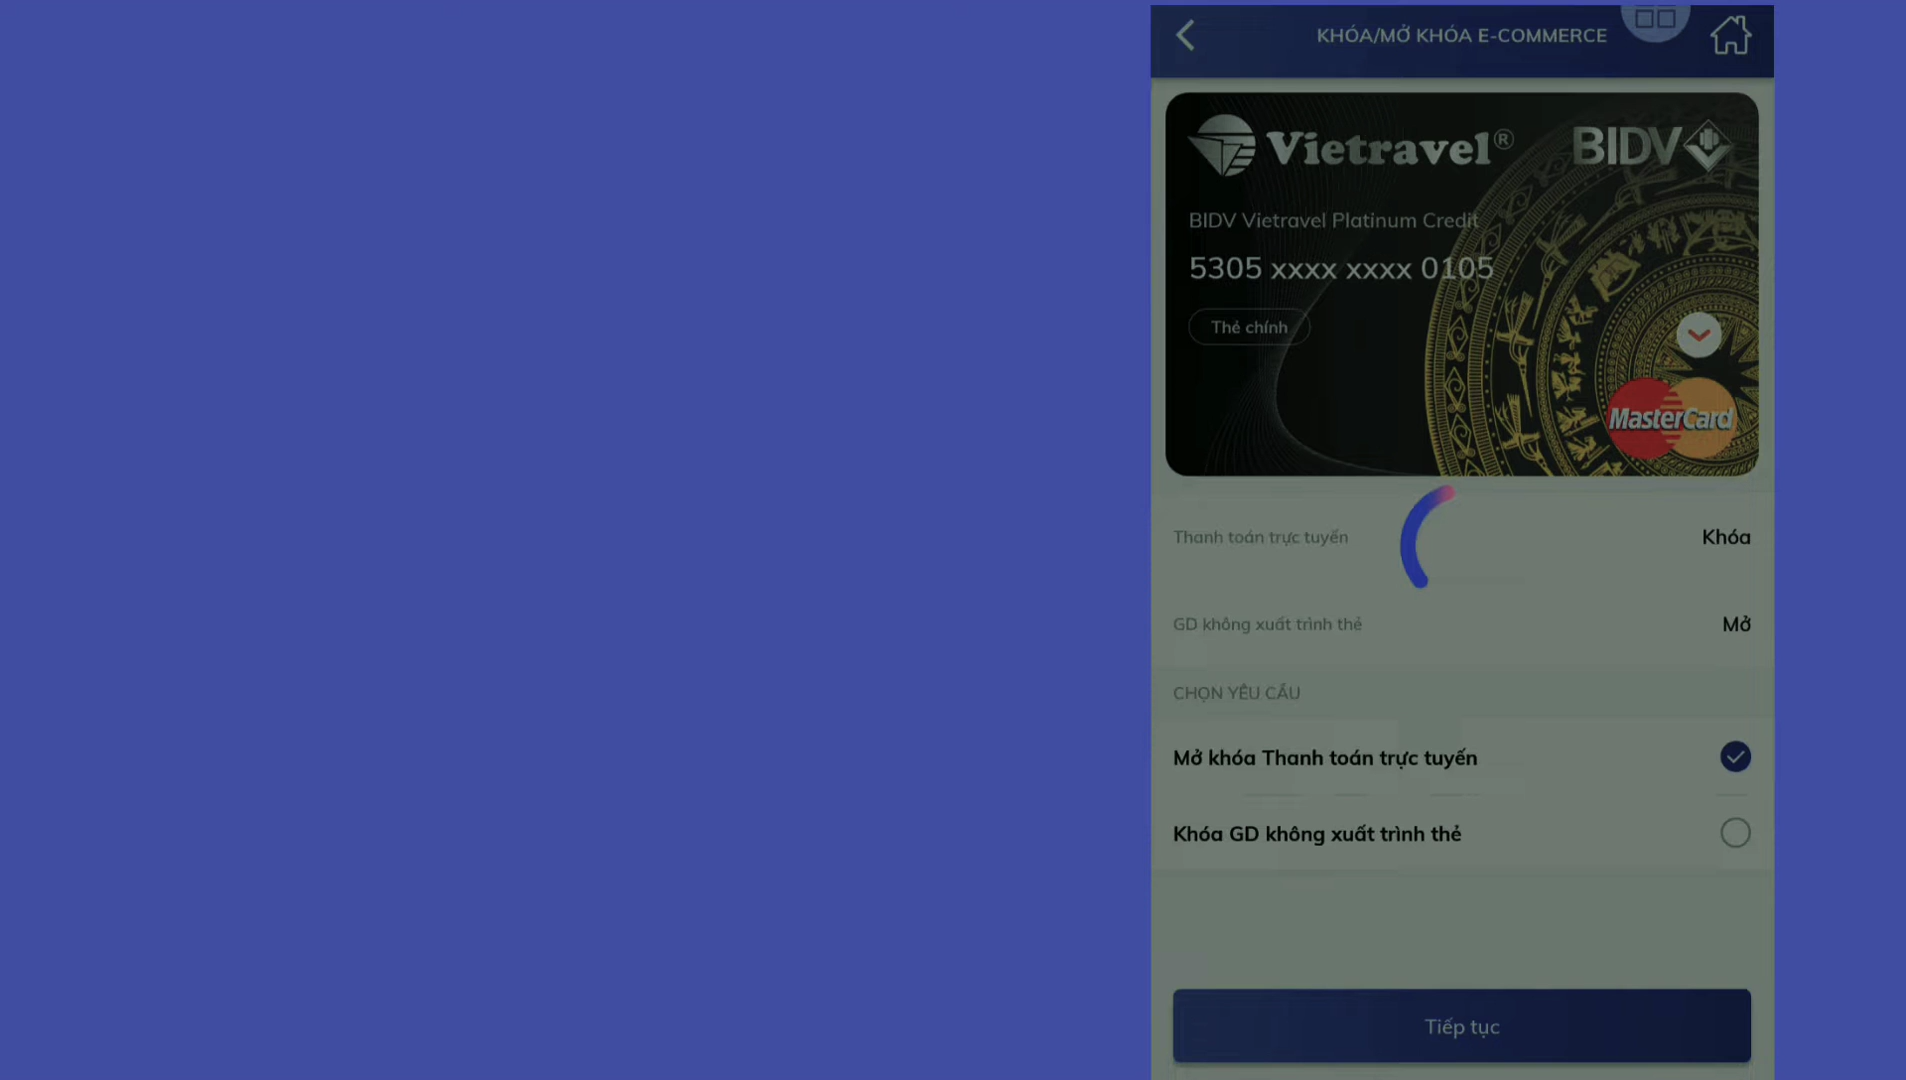 KHÓA/MỞ KHÓA E-COMMERCE
Vietravel® BIDV
BIDV Vietravel Platinum Credit
5305 xxxx xxxx 0105
Thẻ chính
MasterCard
Thanh toán trực tuyến Khóa
GD không xuất trình thẻ Mở
CHỌN YÊU CẦU
Mở khóa Thanh toán trực tuyến
Khóa GD không xuất trình thẻ
Tiếp tục